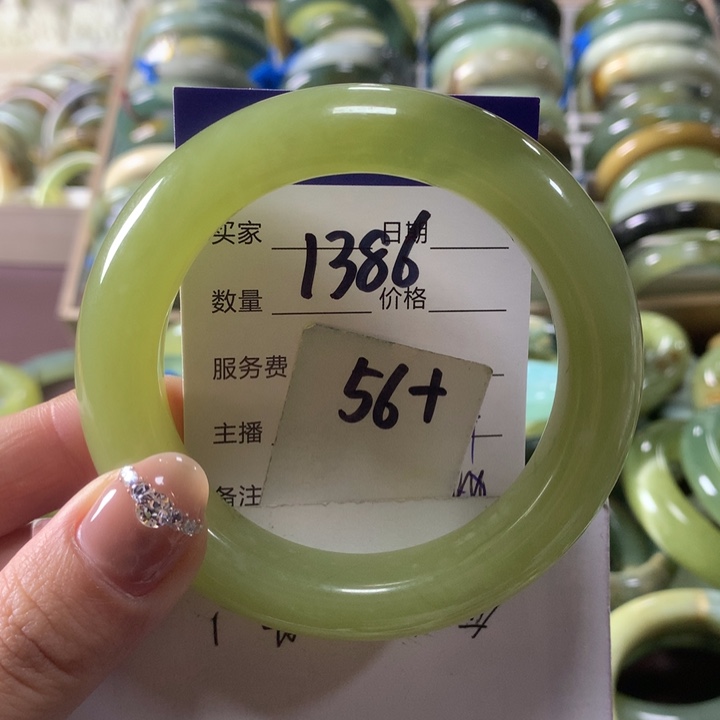 买家 日期
1386
数量 价格
服务费
56+
主播
备注